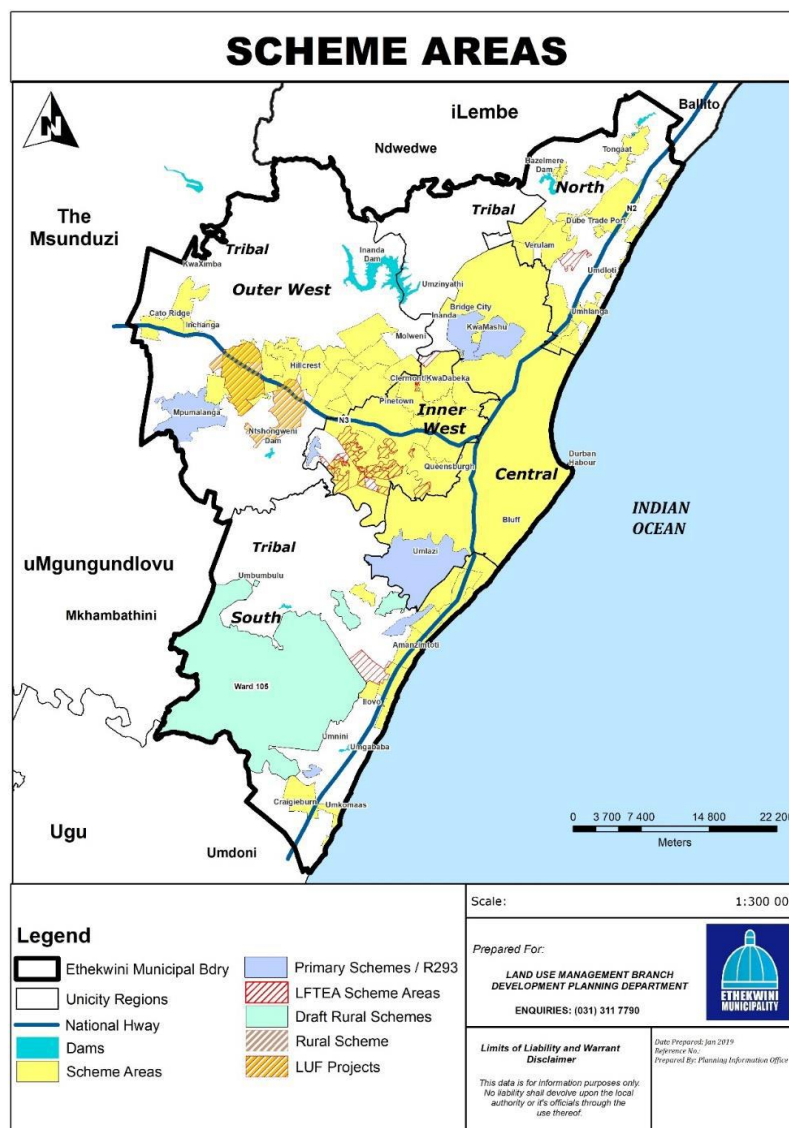 SCHEME AREAS
N
Ballito
iLembe
Ndwedwe
Tongaat
Hazelmere
Dam
North
The
Msunduzi
Tribal
N2
Dube Trade Port
Verulam
Tribal
KwaXimba
Inanda
Dam
Umdloti
Outer West
Umzinyathi
Bridge City
Inanda
KwaMashu
Umhlanga
Cato Ridge
Inchanga
Molweni
Hillcrest
Clermont/KwaDabeka
Pinetown
Mpumalanga
Inner
West
Ntshongweni
Dam
N3
Queensburgh
Central
Durban
Habour
INDIAN
OCEAN
Bluff
Tribal
Umlazi
uMgungundlovu
Umbumbulu
Mkhambathini
South
Amanzimtoti
Ward 105
Ilovo
Umnini
Umgababa
Craigieburn
Umkomaas
Ugu
Umdoni
0 3 700 7 400 14 800 22 200
Meters
Legend
Ethekwini Municipal Bdry
Unicity Regions
National Hway
Dams
Scheme Areas
Primary Schemes / R293
LFTEA Scheme Areas
Draft Rural Schemes
Rural Scheme
LUF Projects
Scale:
1:300 00
Prepared For:
LAND USE MANAGEMENT BRANCH
DEVELOPMENT PLANNING DEPARTMENT
ENQUIRIES: (031) 311 7790
ETHEKWINI
MUNICIPALITY
Limits of Liability and Warrant
Disclaimer
This data is for information purposes only.
No liability shall devolve upon the local
authority or it's officials through the
use thereof.
Date Prepared: Jan 2019
Reference No.:
Prepared By: Planning Information Office